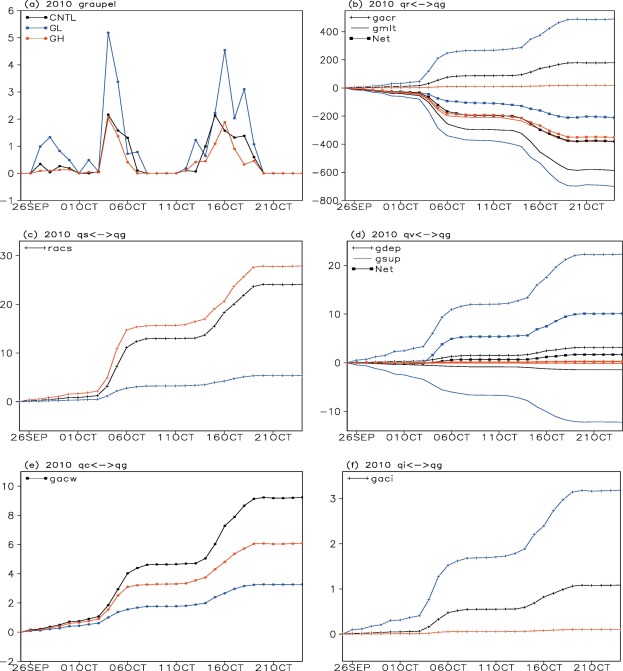 (a) 2010 graupel
6
CNTL
GL
GH
5
4
3
2
1
0
−1
26SEP 01OCT 06OCT 11OCT 16OCT 21OCT
(b) 2010 qr<−>qg
gacr
gmlt
Net
400
200
0
−200
−400
−600
−800
26SEP 01OCT 06OCT 11OCT 16OCT 21OCT
(c) 2010 qs<−>qg
racs
30
20
10
0
26SEP 01OCT 06OCT 11OCT 16OCT 21OCT
(d) 2010 qv<−>qg
gdep
gsup
Net
20
10
0
−10
26SEP 01OCT 06OCT 11OCT 16OCT 21OCT
(e) 2010 qc<−>qg
gacw
10
8
6
4
2
0
−2
26SEP 01OCT 06OCT 11OCT 16OCT 21OCT
(f) 2010 qi<−>qg
gaci
3
2
1
0
26SEP 01OCT 06OCT 11OCT 16OCT 21OCT